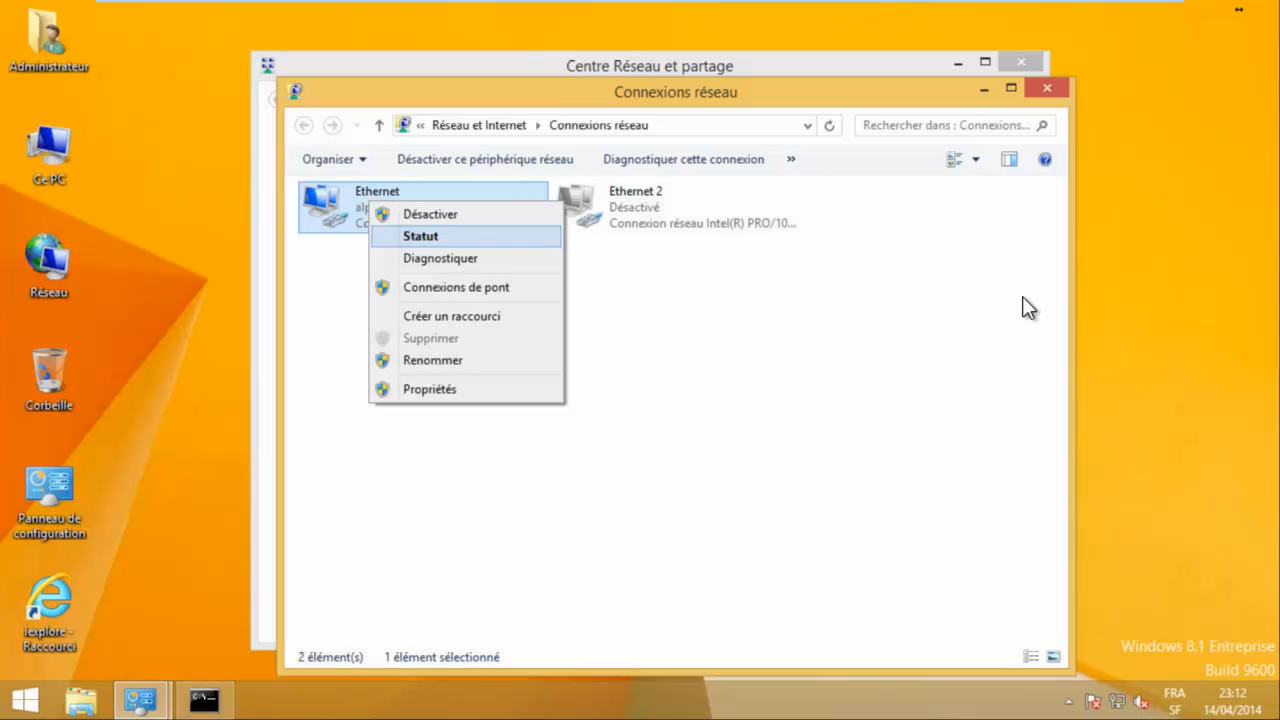 Administrateur
Ce PC
Réseau
Corbeille
Panneau de
configuration
iexplore -
Raccourci
Centre Réseau et partage
Connexions réseau
« Réseau et Internet
Connexions réseau
Rechercher dans : Connexions...
Organiser
Désactiver ce périphérique réseau
Diagnostiquer cette connexion
»
Ethernet
Ethernet 2
Désactivé
Connexion réseau Intel(R) PRO/10...
Désactiver
Statut
Diagnostiquer
Connexions de pont
Créer un raccourci
Supprimer
Renommer
Propriétés
2 élément(s)
1 élément sélectionné
Windows 8.1 Entreprise
Build 9600
FRA
SF
23:12
14/04/2014